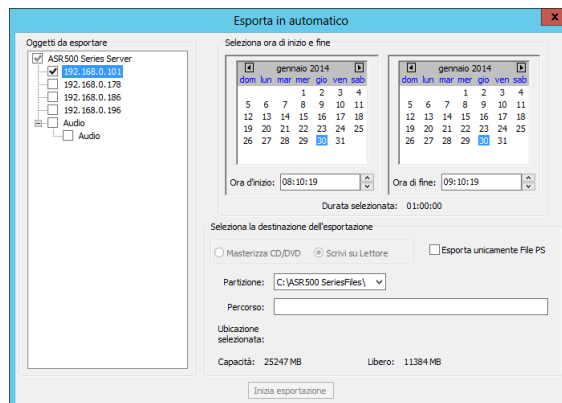 Esporta in automatico
x
Oggetti da esportare
ASR500 Series Server
192.168.0.101
192.168.0.178
192.168.0.186
192.168.0.196
Audio
Audio
Seleziona ora di inizio e fine
gennaio 2014
dom lun mar mer gio ven sab
1 2 3 4
5 6 7 8 9 10 11
12 13 14 15 16 17 18
19 20 21 22 23 24 25
26 27 28 29 30 31
Ora d'inizio: 08:10:19
gennaio 2014
dom lun mar mer gio ven sab
1 2 3 4
5 6 7 8 9 10 11
12 13 14 15 16 17 18
19 20 21 22 23 24 25
26 27 28 29 30 31
Ora di fine: 09:10:19
Durata selezionata: 01:00:00
Seleziona la destinazione dell'esportazione
Masterizza CD/DVD Scrivi su Lettore
Esporta unicamente File PS
Partizione: C:\ASR500 SeriesFiles\
Percorso:
Ubicazione
selezionata:
Capacità: 25247 MB Libero: 11384 MB
Inizia esportazione